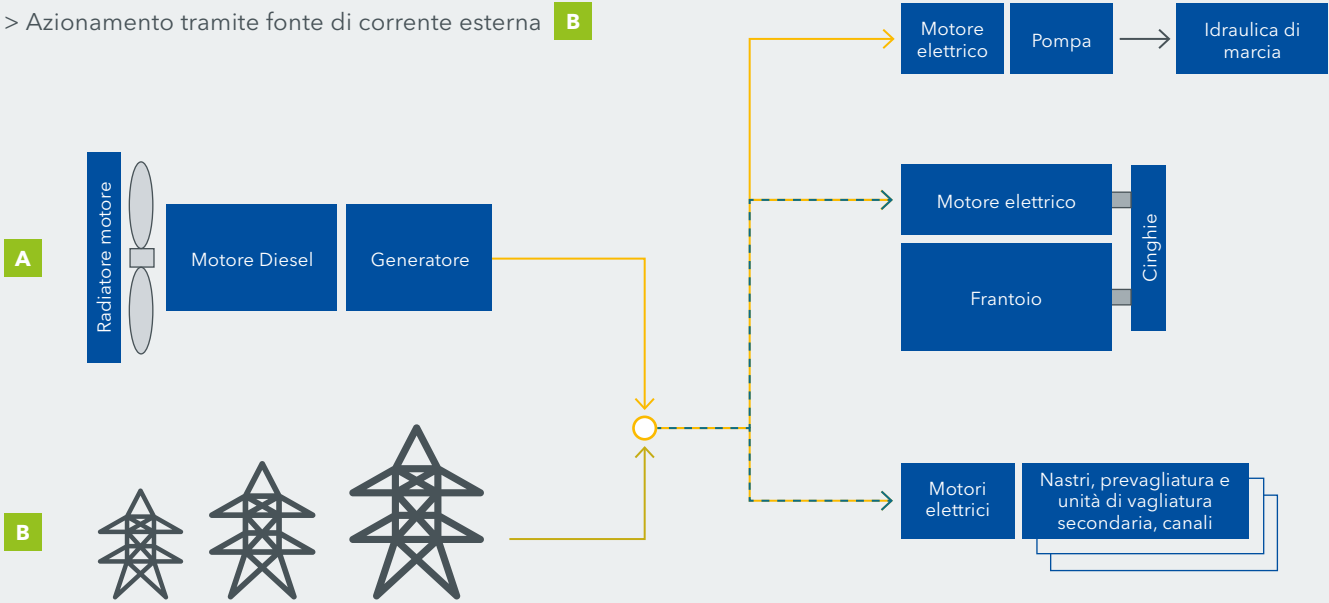 > Azionamento tramite fonte di corrente esterna B
Motore
elettrico
Pompa
Idraulica di
marcia
A
Radiatore motore
Motore Diesel
Generatore
Motore elettrico
Frantoio
Cinghie
B
Motori
elettrici
Nastri, prevagliatura e
unità di vagliatura
secondaria, canali